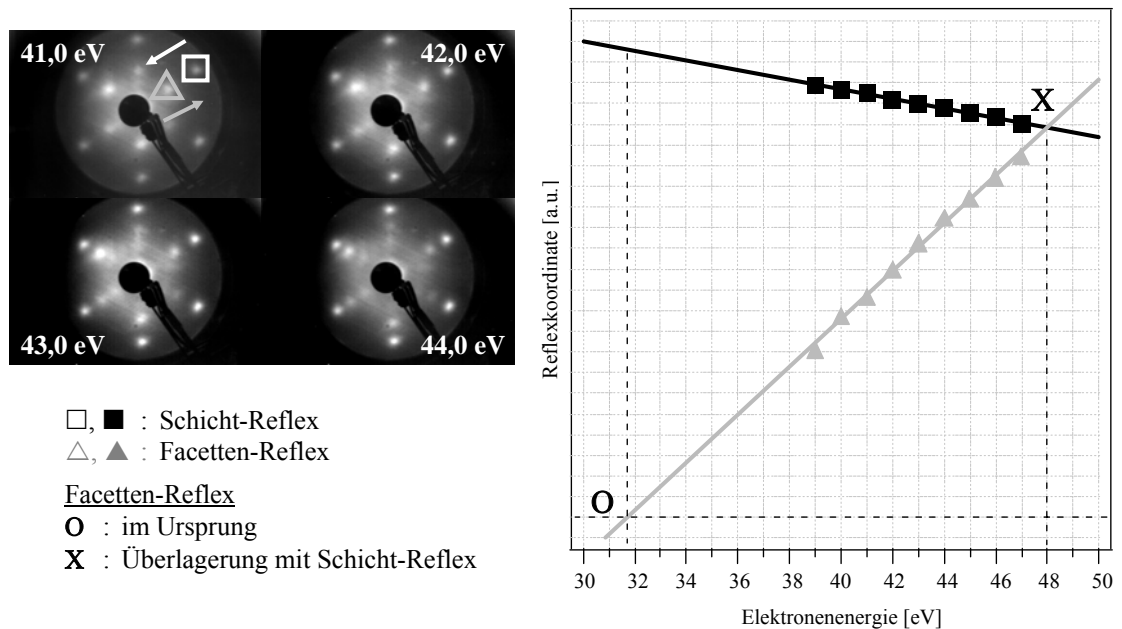 41,0 eV
42,0 eV
43,0 eV
44,0 eV
□, ■ : Schicht-Reflex
△, ▲ : Facetten-Reflex
Facetten-Reflex
O : im Ursprung
X : Überlagerung mit Schicht-Reflex
Reflexkoordinate [a.u.]
X
O
30 32 34 36 38 40 42 44 46 48 50
Elektronenenergie [eV]